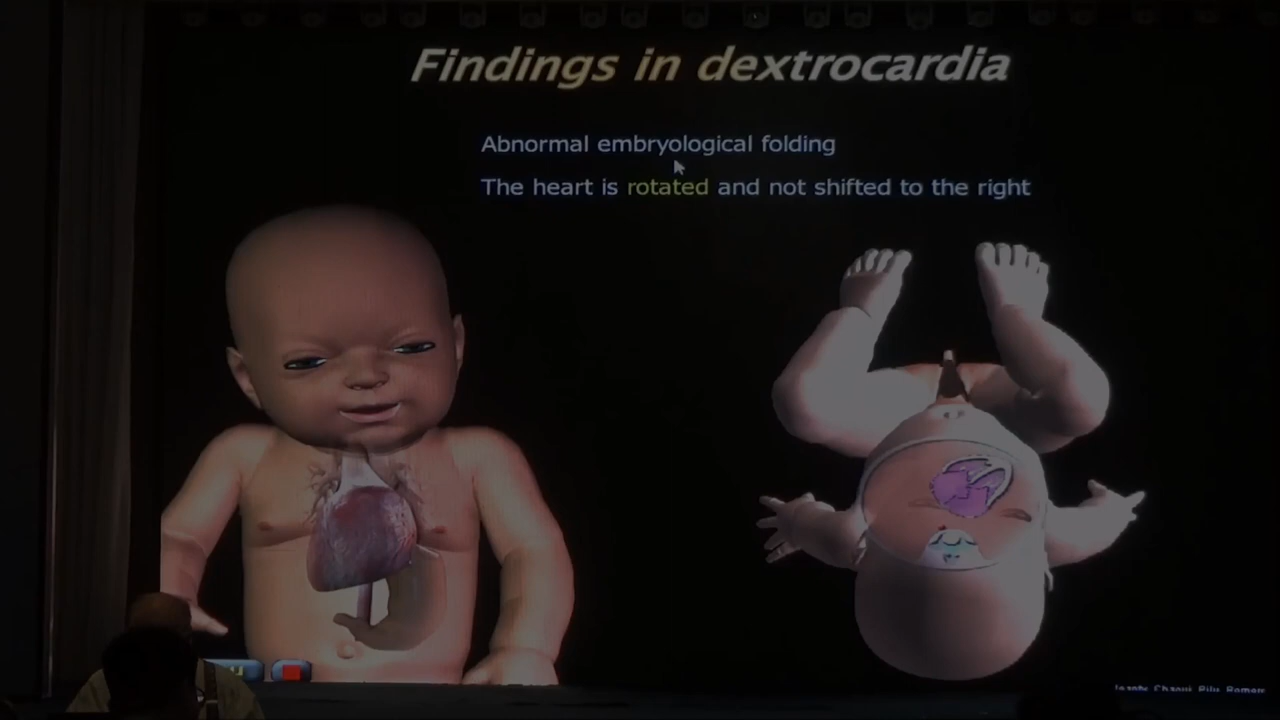 Findings in dextrocardia
Abnormal embryological folding
The heart is rotated and not shifted to the right